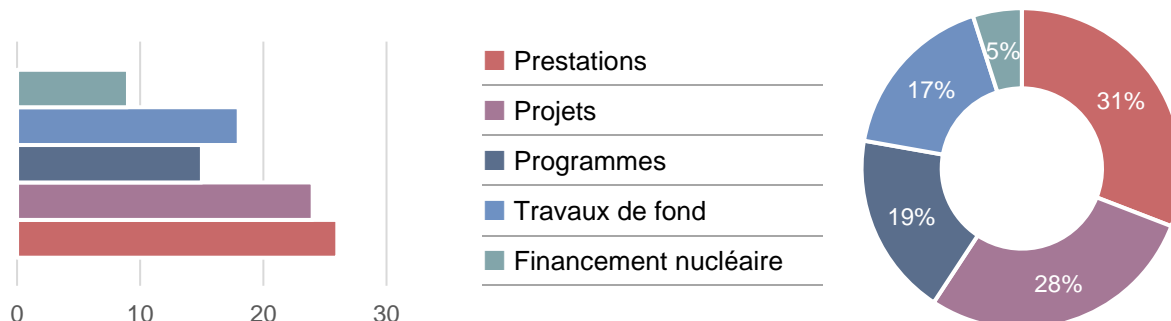 0 10 20 30
Prestations
Projets
Programmes
Travaux de fond
Financement nucléaire
5%
31%
17%
19%
28%